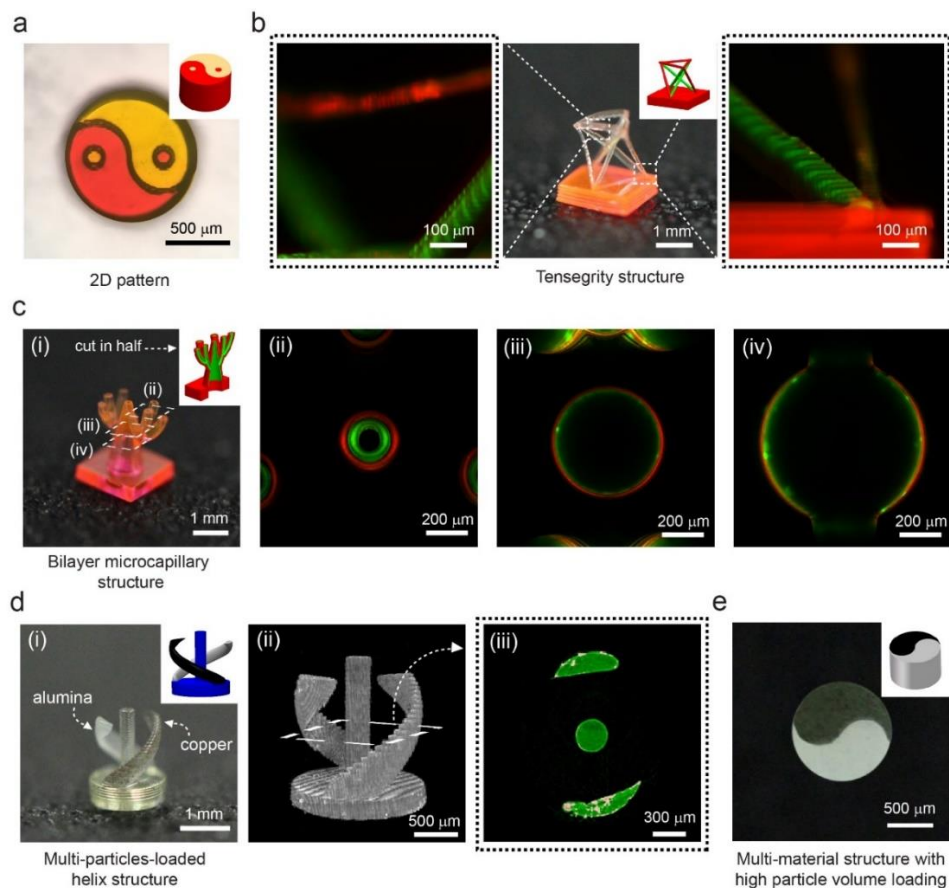 a
b
500 μm
100 μm
1 mm
100 μm
2D pattern
Tensegrity structure
c
(i)
cut in half
(ii)
(iii)
(iv)
1 mm
(ii)
200 μm
(iii)
200 μm
(iv)
200 μm
Bilayer microcapillary
structure
d
(i)
alumina
copper
1 mm
(ii)
500 μm
(iii)
300 μm
e
500 μm
Multi-particles-loaded
helix structure
Multi-material structure with
high particle volume loading